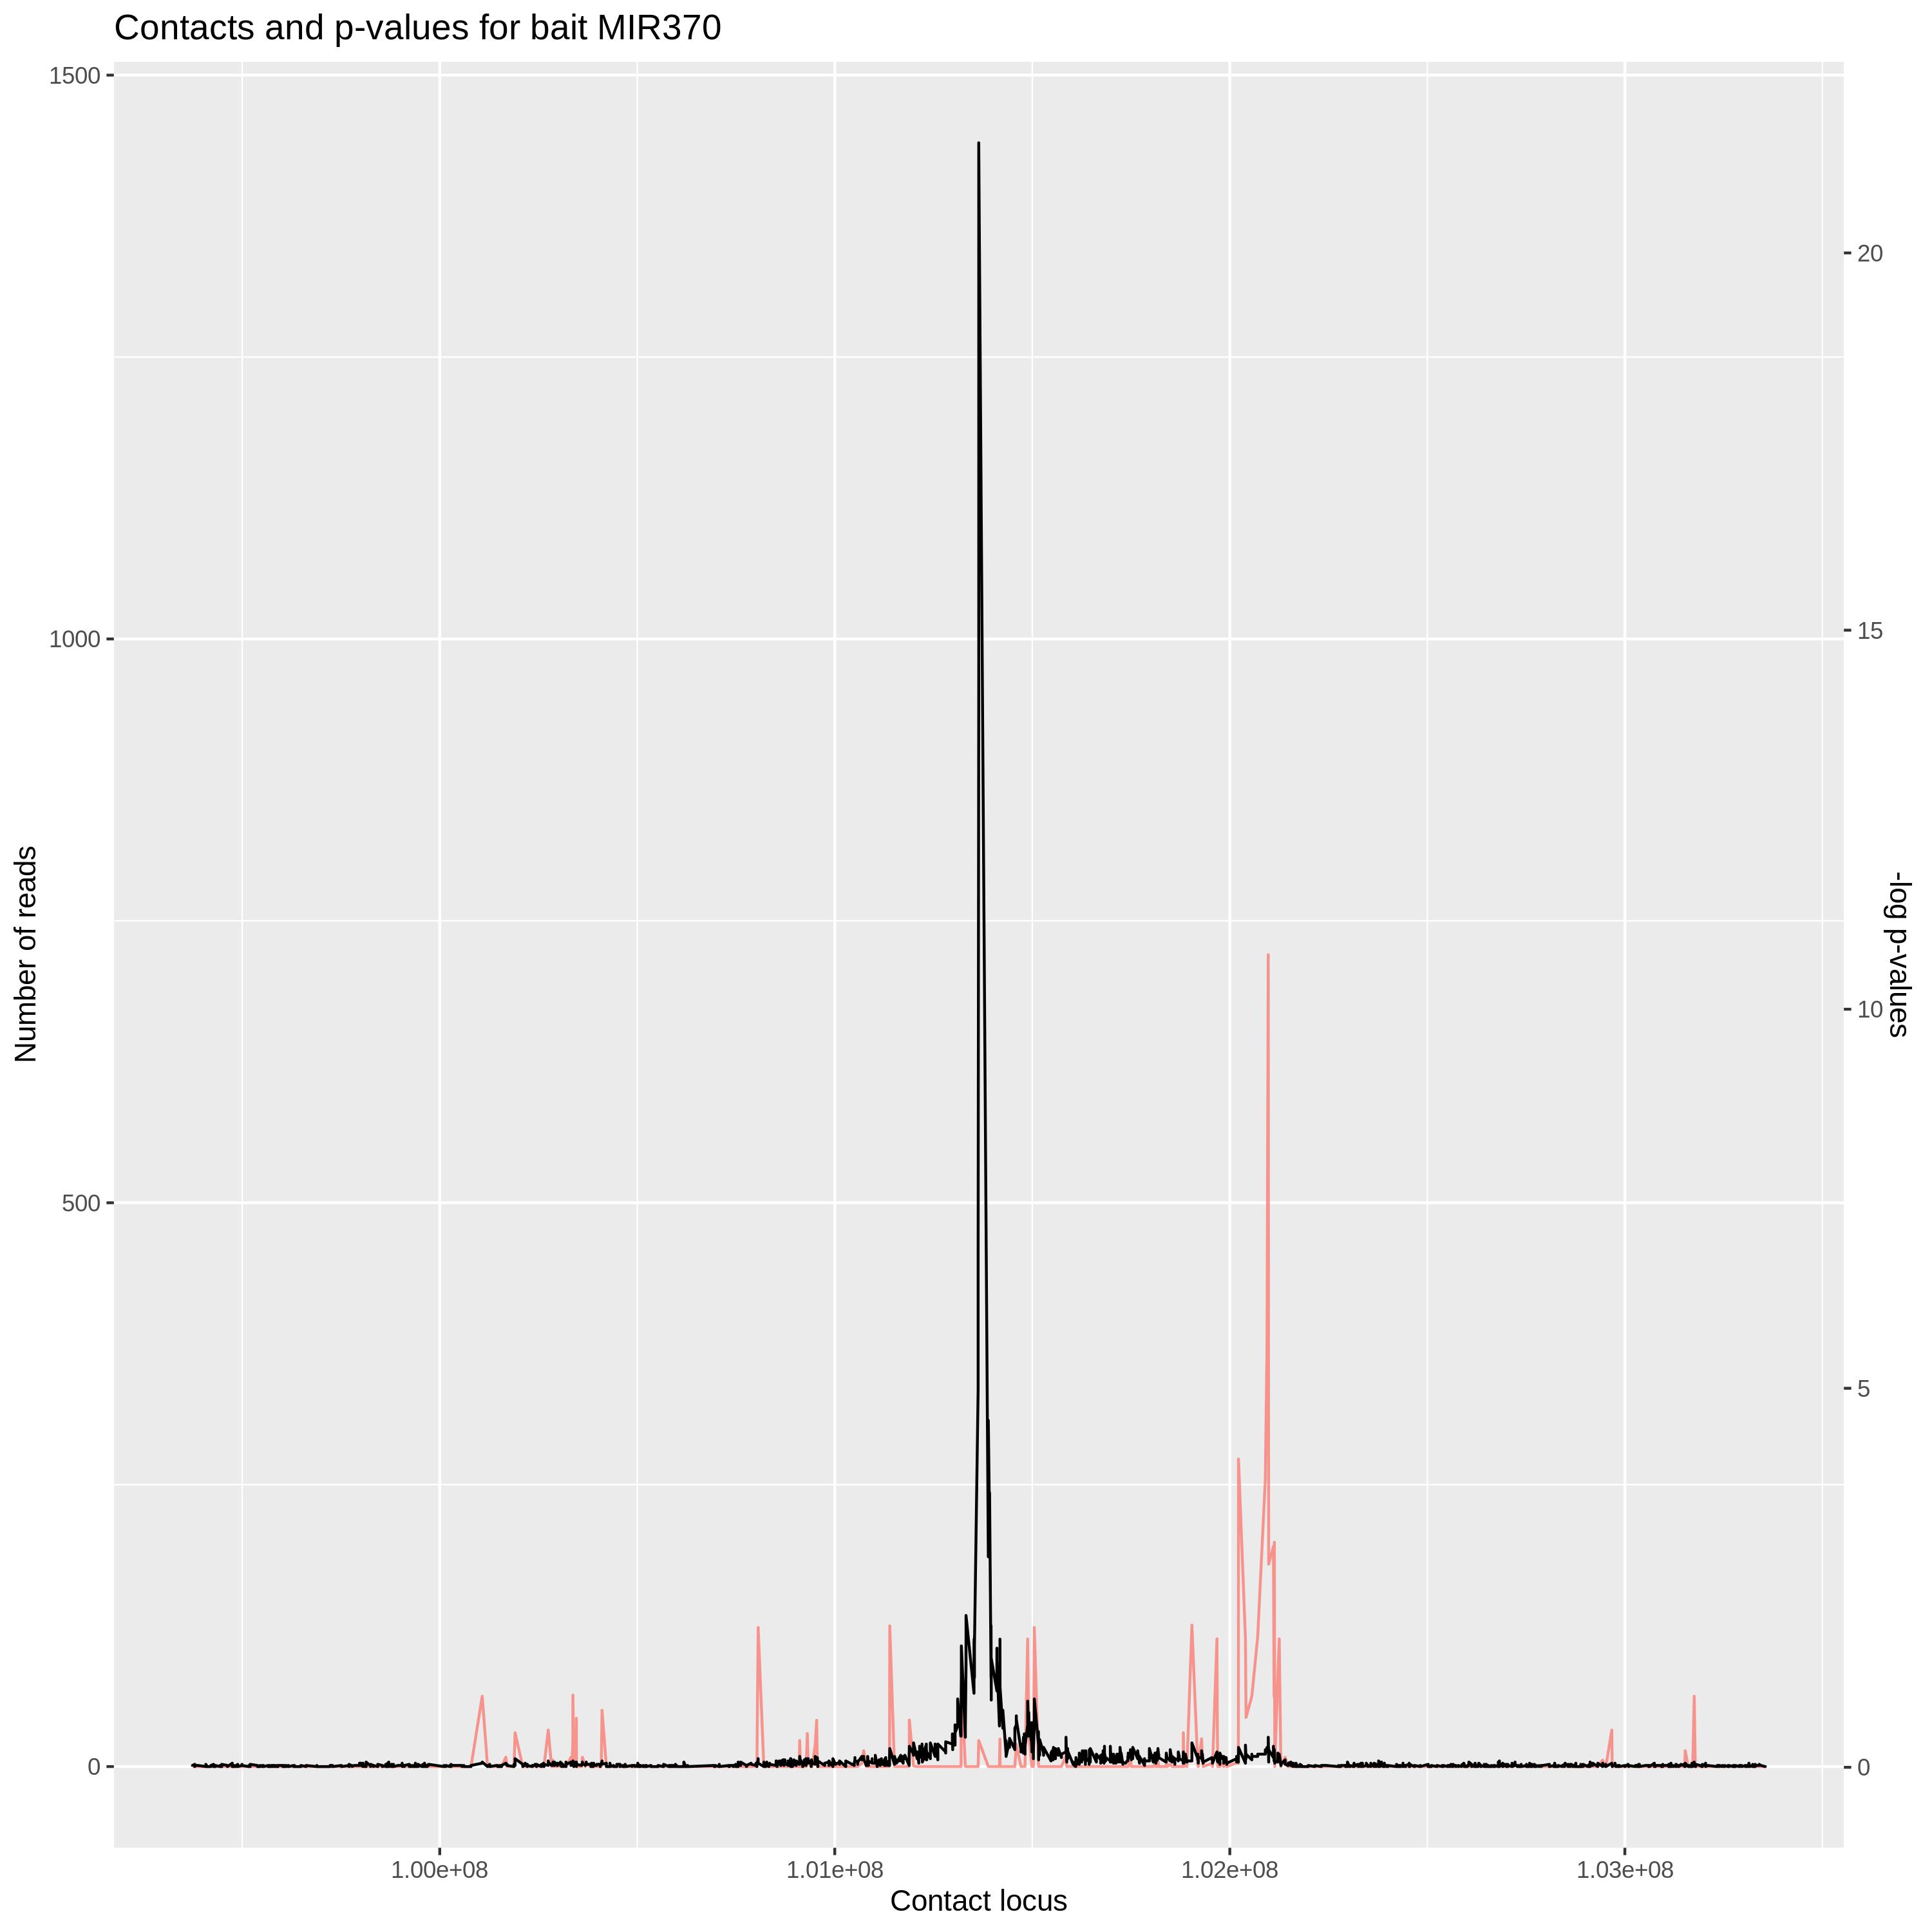 Contacts and p-values for bait MIR370
1500
1000
500
0
Number of reads
20
15
10
5
0
-log p-values
1.00e+08
1.01e+08
1.02e+08
1.03e+08
Contact locus